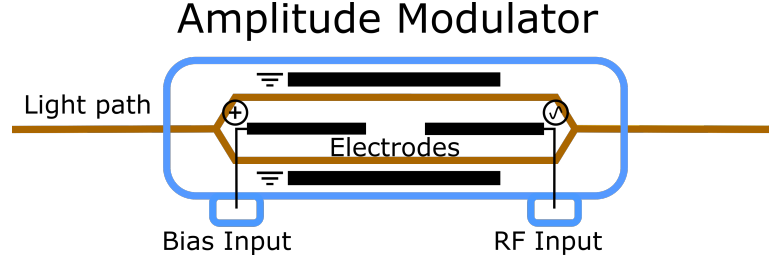 Amplitude Modulator
Light path
Electrodes
Bias Input
RF Input